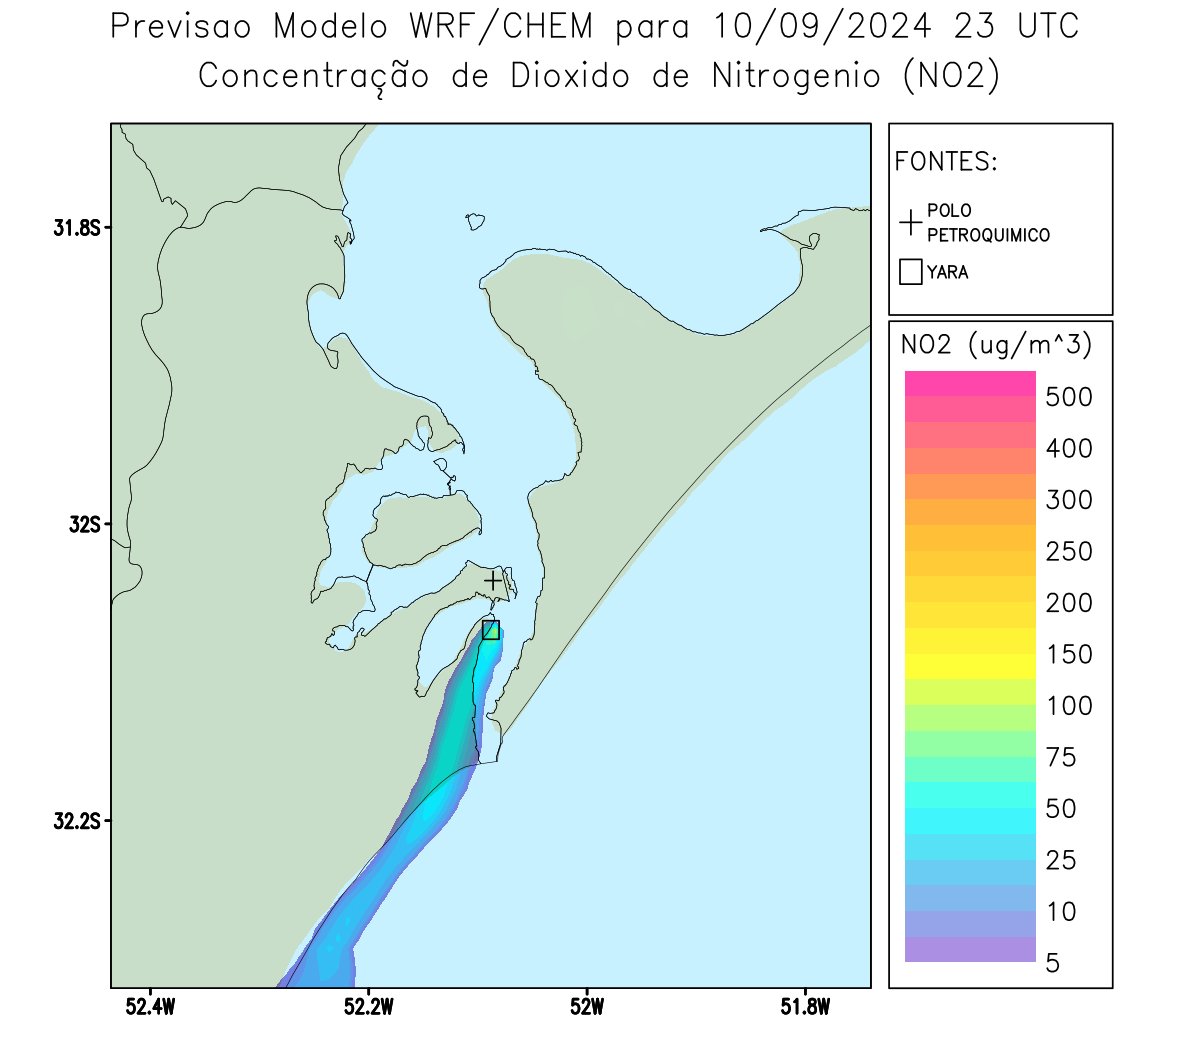 Previsao Modelo WRF/CHEM para 10/09/2024 23 UTC
Concentração de Dioxido de Nitrogenio (NO2)
FONTES:
POLO
PETROQUIMICO
YARA
NO2 (ug/m^3)
500
400
300
250
200
150
100
75
50
25
10
5
31.8S
32S
32.2S
52.4W
52.2W
52W
51.8W